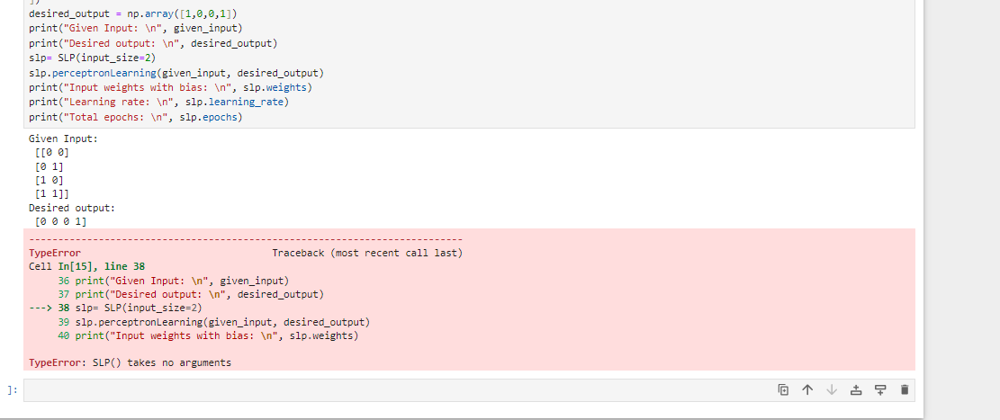 ])
desired_output = np.array([1,0,0,1])
print("Given Input: \n", given_input)
print("Desired output: \n", desired_output)
slp= SLP(input_size=2)
slp.perceptronLearning(given_input, desired_output)
print("Input weights with bias: \n", slp.weights)
print("Learning rate: \n", slp.learning_rate)
print("Total epochs: \n", slp.epochs)
Given Input:
[[0 0]
[0 1]
[1 0]
[1 1]]
Desired output:
[0 0 0 1]
---------------------------------------------------------------------------
TypeError Traceback (most recent call last)
Cell In[15], line 38
36 print("Given Input: \n", given_input)
37 print("Desired output: \n", desired_output)
---> 38 slp= SLP(input_size=2)
39 slp.perceptronLearning(given_input, desired_output)
40 print("Input weights with bias: \n", slp.weights)
TypeError: SLP() takes no arguments
]: